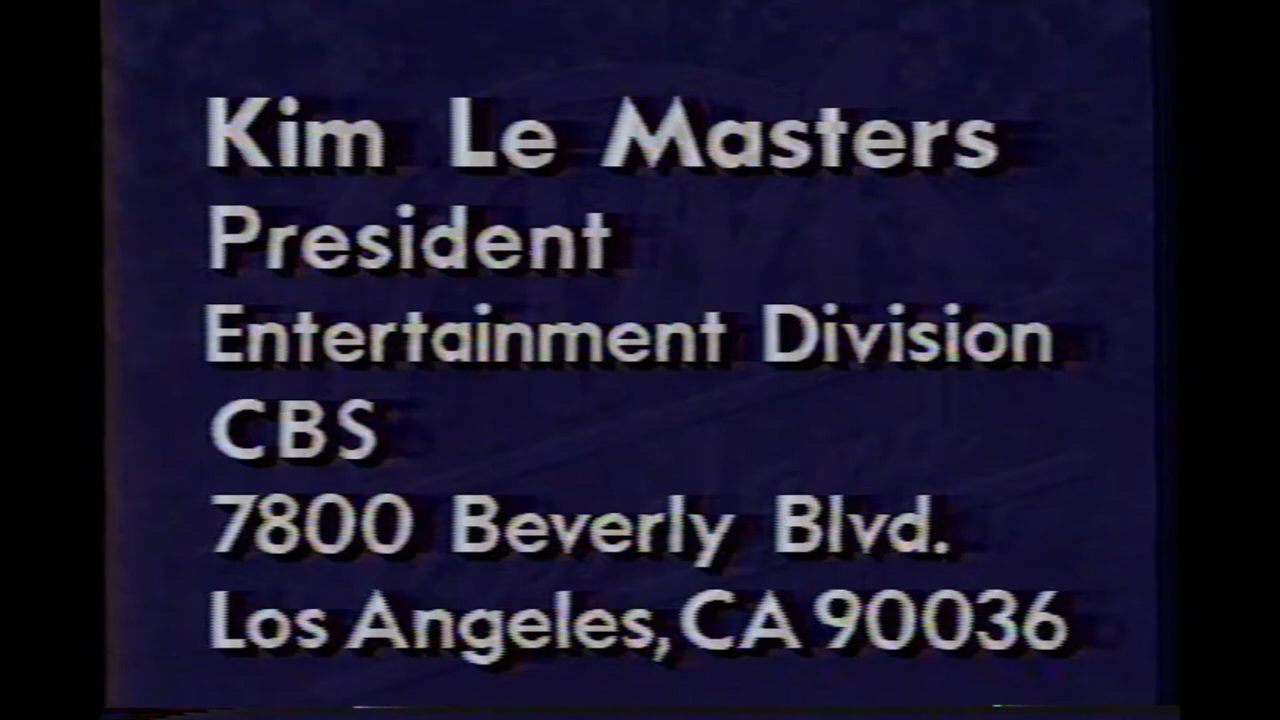 Kim Le Masters
President
Entertainment Division
CBS
7800 Beverly Blvd.
Los Angeles, CA 90036